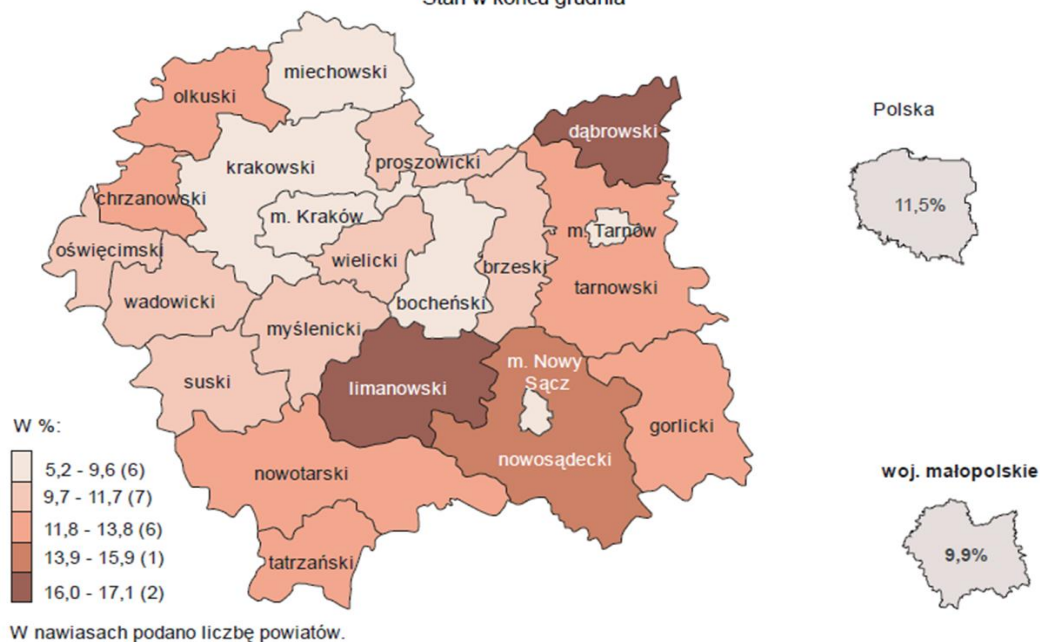 Stan w końcu grudnia
miechowski
olkuski
dąbrowski
Polska
krakowski
proszowicki
chrzanowski
m. Kraków
11,5%
m. Tarnów
oświęcimski
wielicki
brzeski
wadowicki
bocheński
tarnowski
myślenicki
m. Nowy
Sącz
suski
limanowski
gorlicki
W %:
nowosądecki
nowotarski
woj. małopolskie
5,2 - 9,6 (6)
9,7 - 11,7 (7)
11,8 - 13,8 (6)
13,9 - 15,9 (1)
16,0 - 17,1 (2)
9,9%
tatrzański
W nawiasach podano liczbę powiatów.